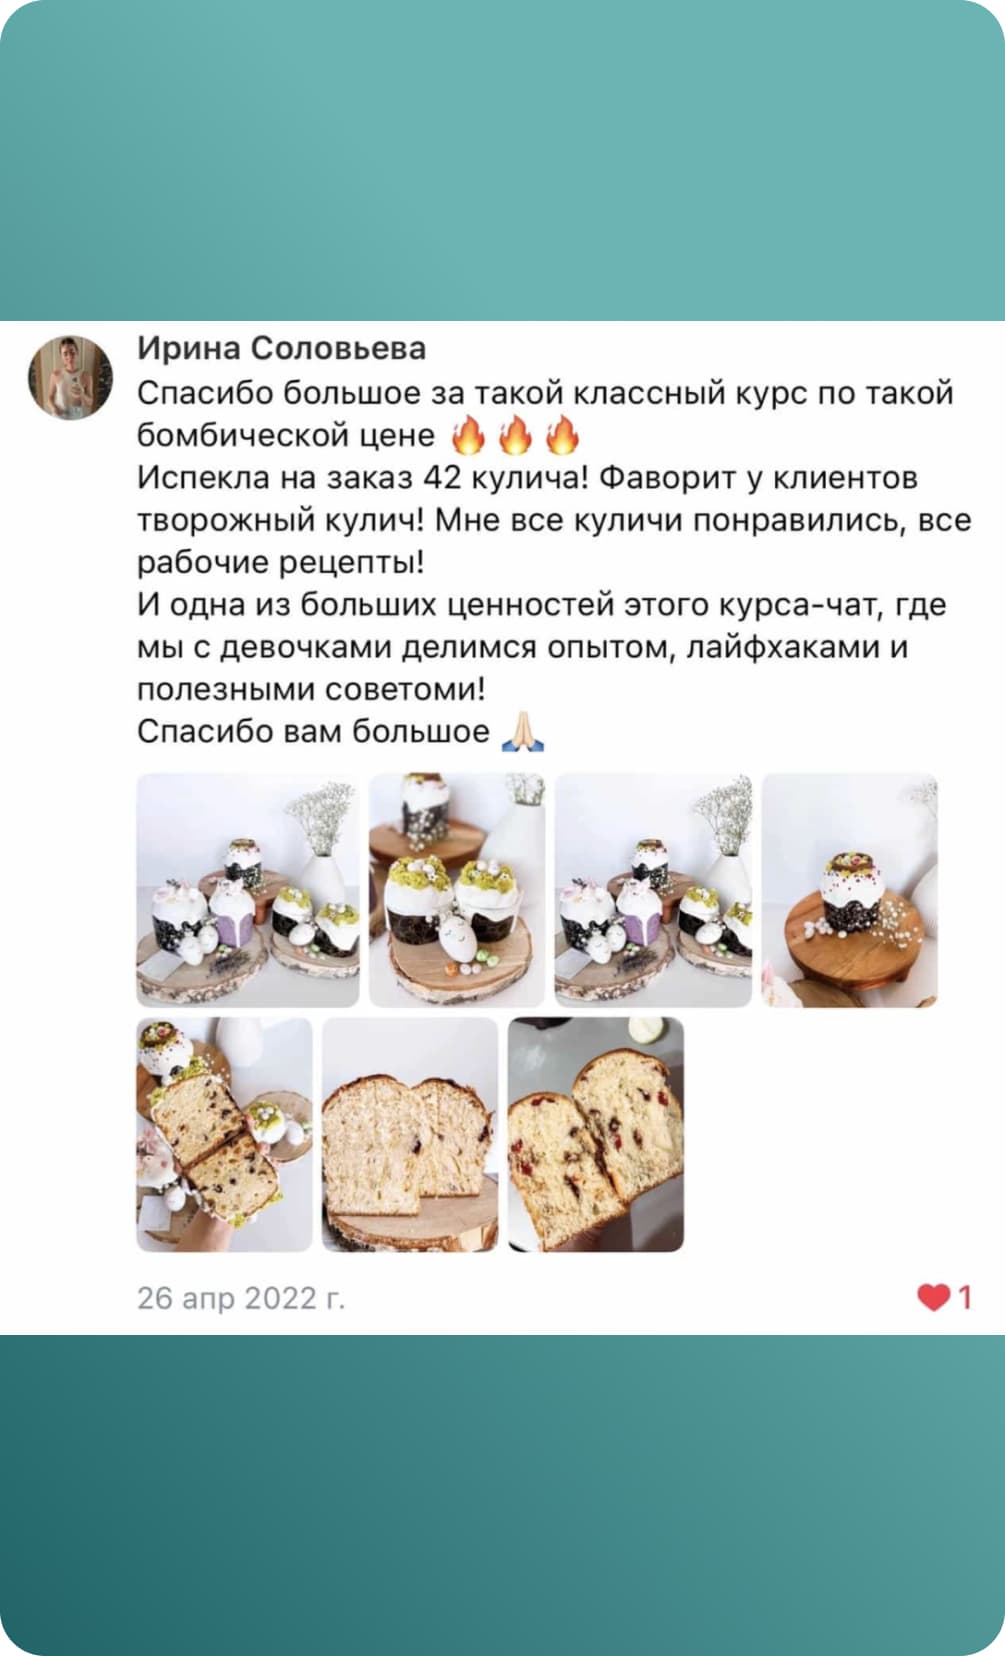 Ирина Соловьева
Спасибо большое за такой классный курс по такой
бомбической цене 🔥🔥🔥
Испекла на заказ 42 кулича! Фаворит у клиентов
творожный кулич! Мне все куличи понравились, все
рабочие рецепты!
И одна из больших ценностей этого курса-чат, где
мы с девочками делимся опытом, лайфхаками и
полезными советоми!
Спасибо вам большое 🙏🏻
26 апр 2022 г.
1